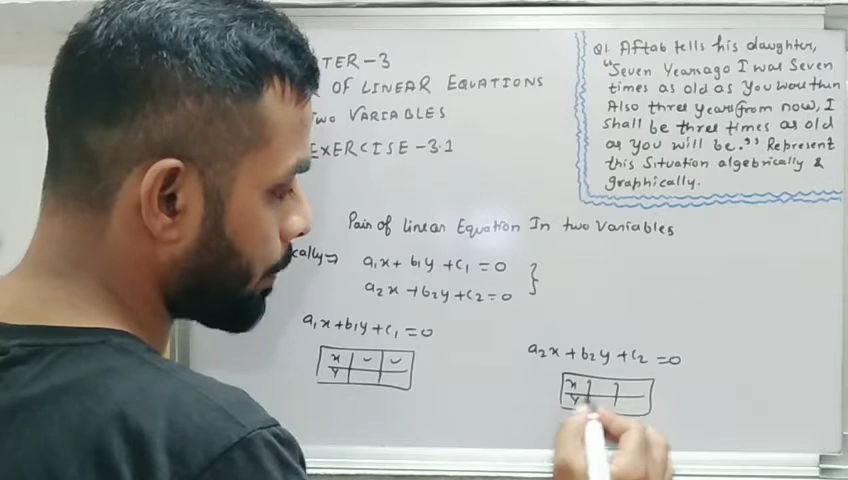 TER-3
OF LINEAR EQUATIONS
TWO VARIABLES
EXERCISE-3.1
Q1. Aftab tells his daughter,
"Seven Years ago I was Seven
times as old as You were then
Also three years from now, I
Shall be three times as old
as You will be." Represent
this Situation algebrically &
graphically.
Pair of linear Equation In two Variables
ically⇒ a₁x + b₁y + c₁ = 0
a₂x + b₂y + c₂ = 0
a₁x + b₁y + c₁ = 0
x
y
a₂x + b₂y + c₂ = 0
x
y